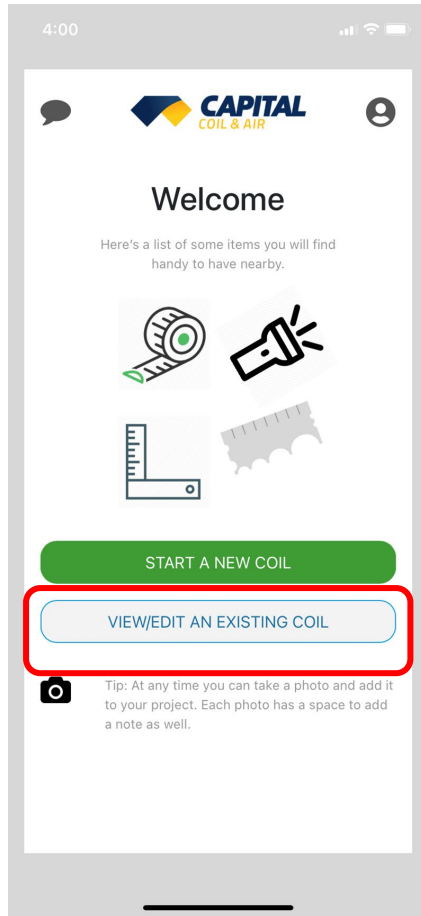 4:00
CAPITAL
COIL & AIR
Welcome
Here's a list of some items you will find
handy to have nearby.
START A NEW COIL
VIEW/EDIT AN EXISTING COIL
Tip: At any time you can take a photo and add it
to your project. Each photo has a space to add
a note as well.